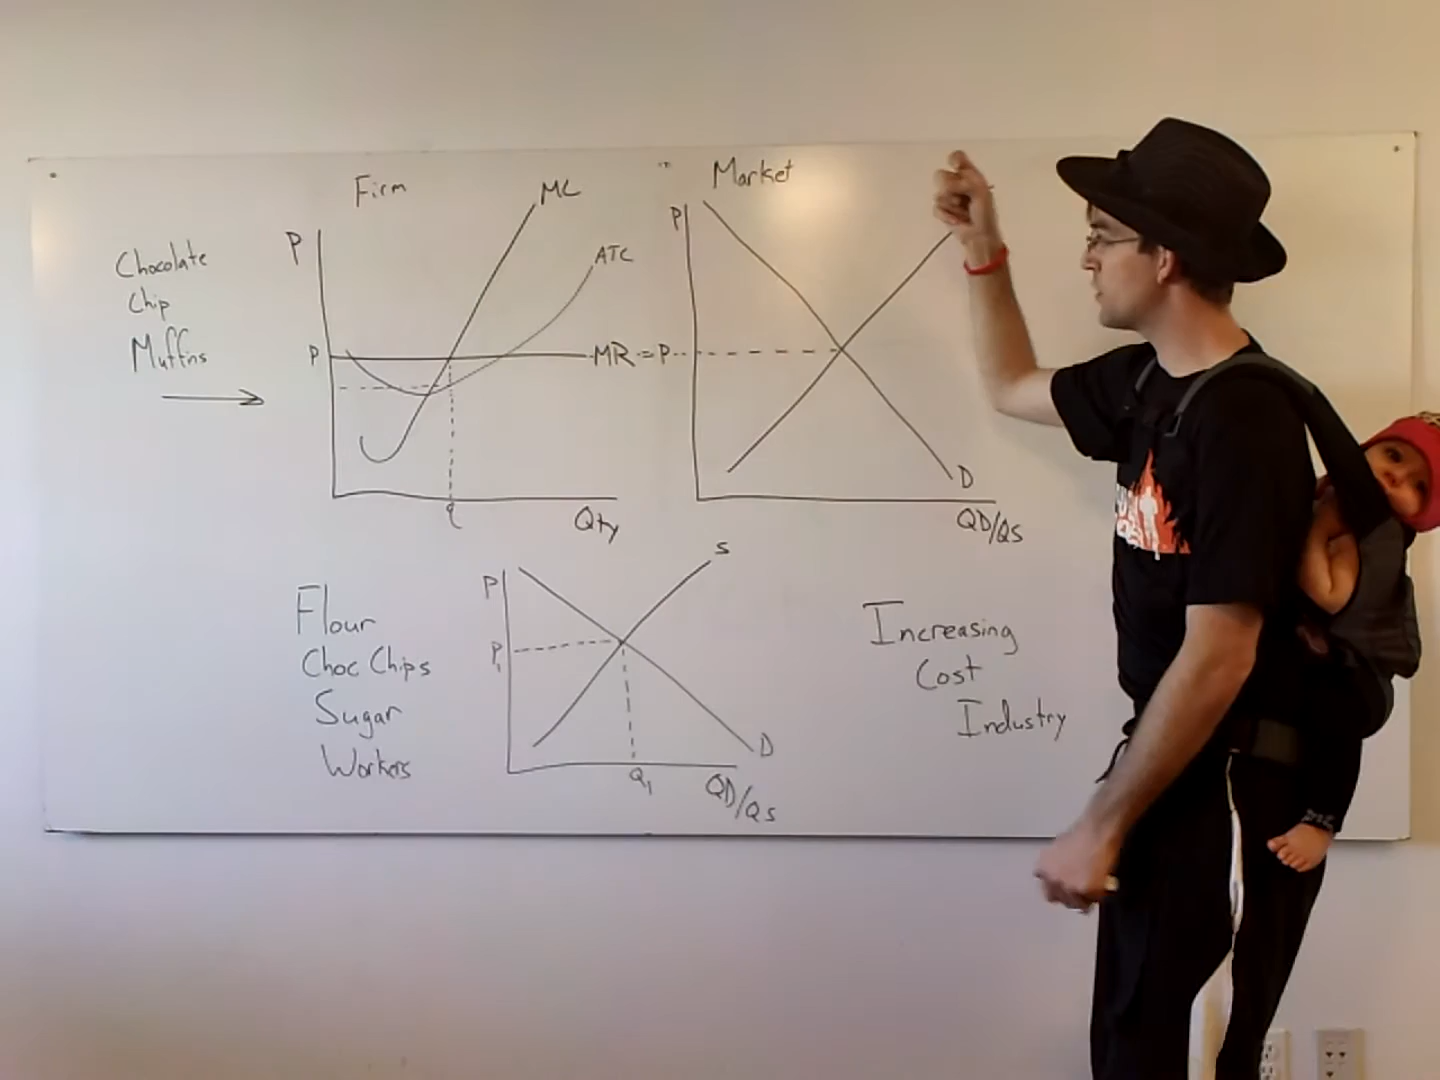 Chocolate
Chip
Muffins
Firm
P
MC
ATC
P
MR = P
q
Qty
Market
P
D
QD/QS
Flour
Choc Chips
Sugar
Workers
P
S
P1
Q1
D
QD/QS
Increasing
Cost
Industry